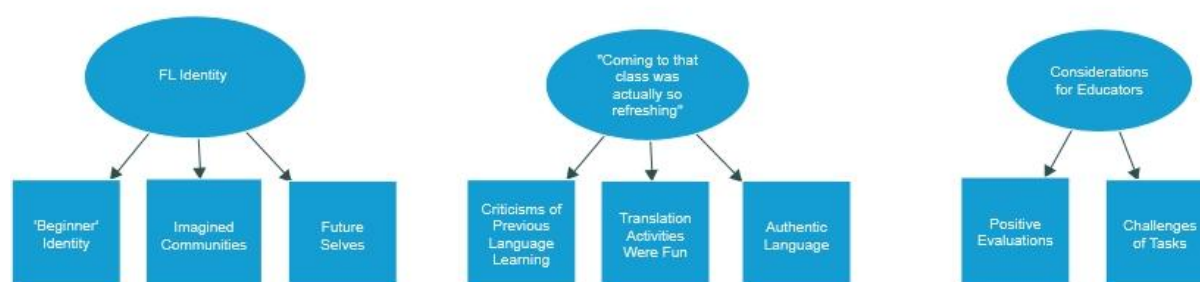 FL Identity
"Coming to that
class was
actually so
refreshing"
Considerations
for Educators
'Beginner'
Identity
Imagined
Communities
Future
Selves
Criticisms of
Previous
Language
Learning
Translation
Activities
Were Fun
Authentic
Language
Positive
Evaluations
Challenges
of Tasks